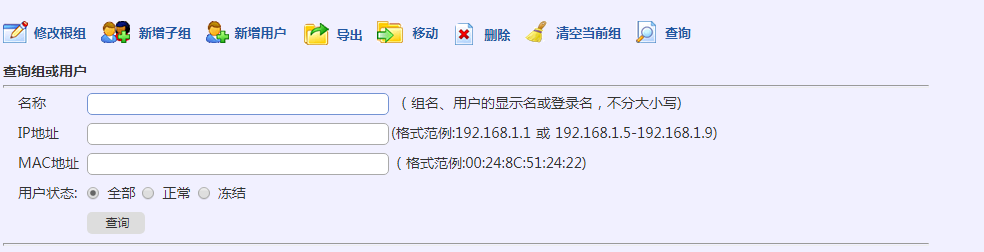 修改根组 新增子组 新增用户 导出 移动 删除 清空当前组 查询
查询组或用户
名称 ( 组名、用户的显示名或登录名，不分大小写)
IP地址 (格式范例:192.168.1.1 或 192.168.1.5-192.168.1.9)
MAC地址 ( 格式范例:00:24:8C:51:24:22)
用户状态: 全部 正常 冻结
查询